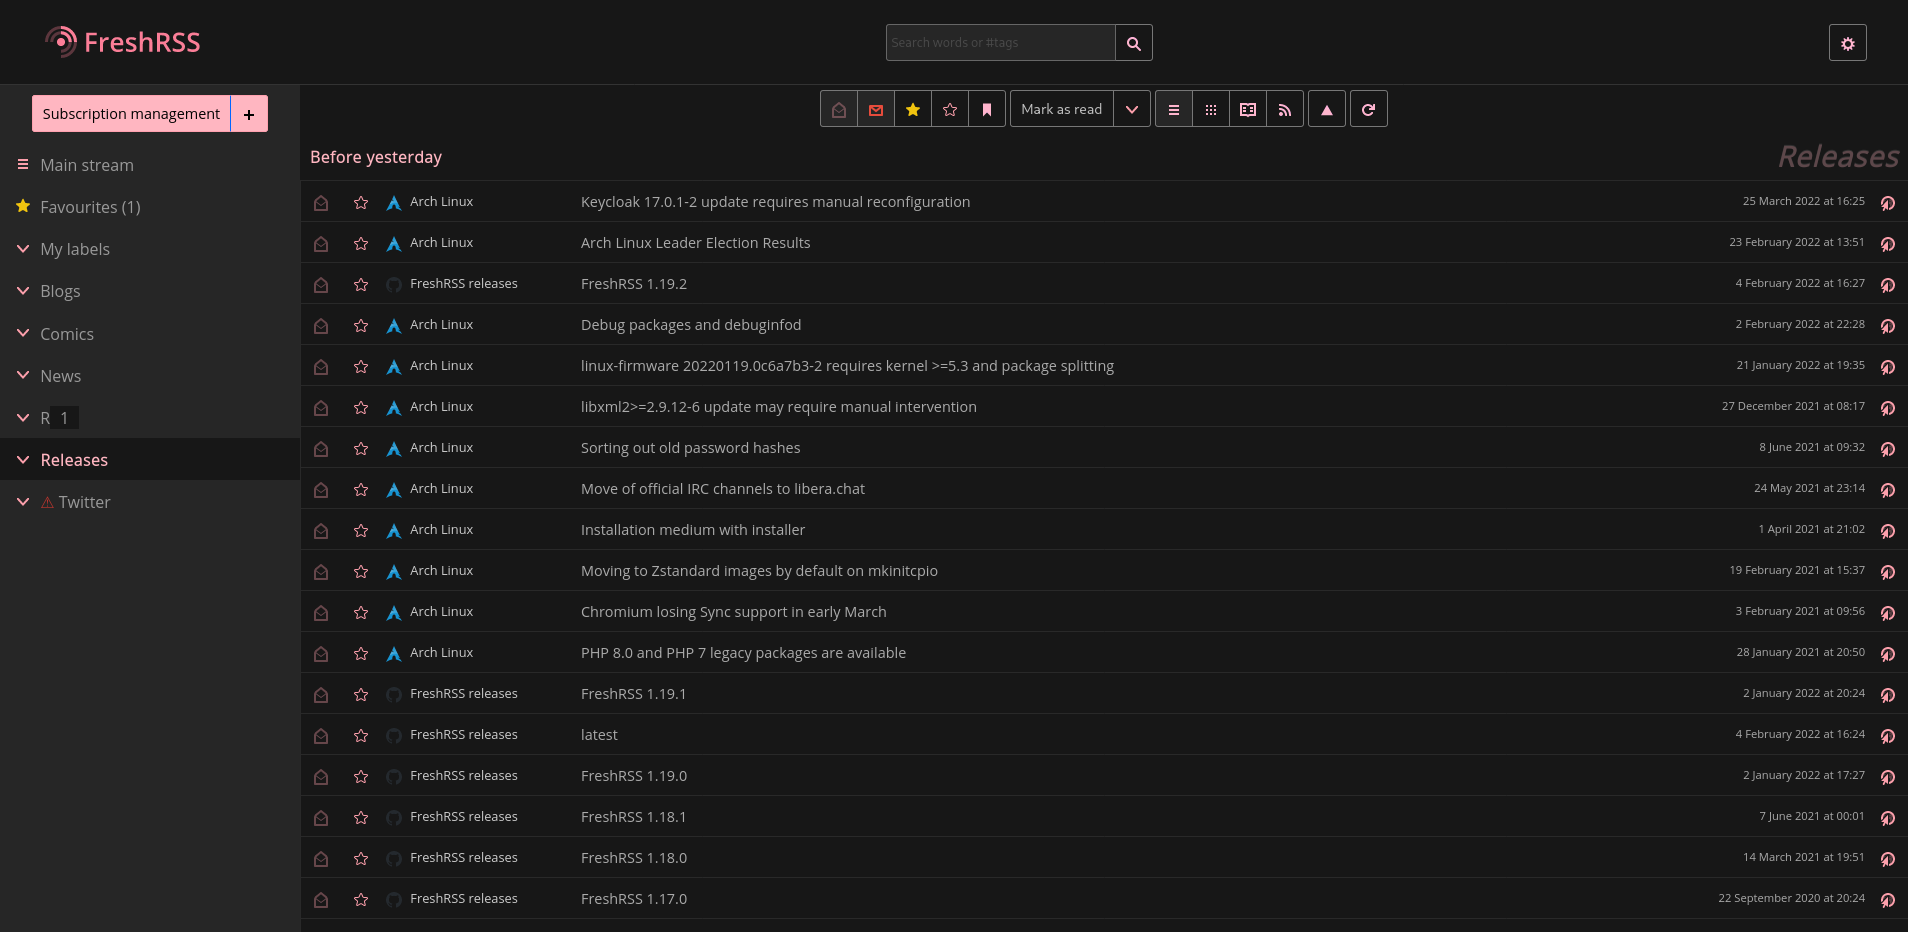 FreshRSS
Search words or #tags
Subscription management +
Mark as read
Main stream
Favourites (1)
My labels
Blogs
Comics
News
R 1
Releases
⚠ Twitter
Before yesterday Releases
Arch Linux Keycloak 17.0.1-2 update requires manual reconfiguration 25 March 2022 at 16:25
Arch Linux Arch Linux Leader Election Results 23 February 2022 at 13:51
FreshRSS releases FreshRSS 1.19.2 4 February 2022 at 16:27
Arch Linux Debug packages and debuginfod 2 February 2022 at 22:28
Arch Linux linux-firmware 20220119.0c6a7b3-2 requires kernel >=5.3 and package splitting 21 January 2022 at 19:35
Arch Linux libxml2>=2.9.12-6 update may require manual intervention 27 December 2021 at 08:17
Arch Linux Sorting out old password hashes 8 June 2021 at 09:32
Arch Linux Move of official IRC channels to libera.chat 24 May 2021 at 23:14
Arch Linux Installation medium with installer 1 April 2021 at 21:02
Arch Linux Moving to Zstandard images by default on mkinitcpio 19 February 2021 at 15:37
Arch Linux Chromium losing Sync support in early March 3 February 2021 at 09:56
Arch Linux PHP 8.0 and PHP 7 legacy packages are available 28 January 2021 at 20:50
FreshRSS releases FreshRSS 1.19.1 2 January 2022 at 20:24
FreshRSS releases latest 4 February 2022 at 16:24
FreshRSS releases FreshRSS 1.19.0 2 January 2022 at 17:27
FreshRSS releases FreshRSS 1.18.1 7 June 2021 at 00:01
FreshRSS releases FreshRSS 1.18.0 14 March 2021 at 19:51
FreshRSS releases FreshRSS 1.17.0 22 September 2020 at 20:24